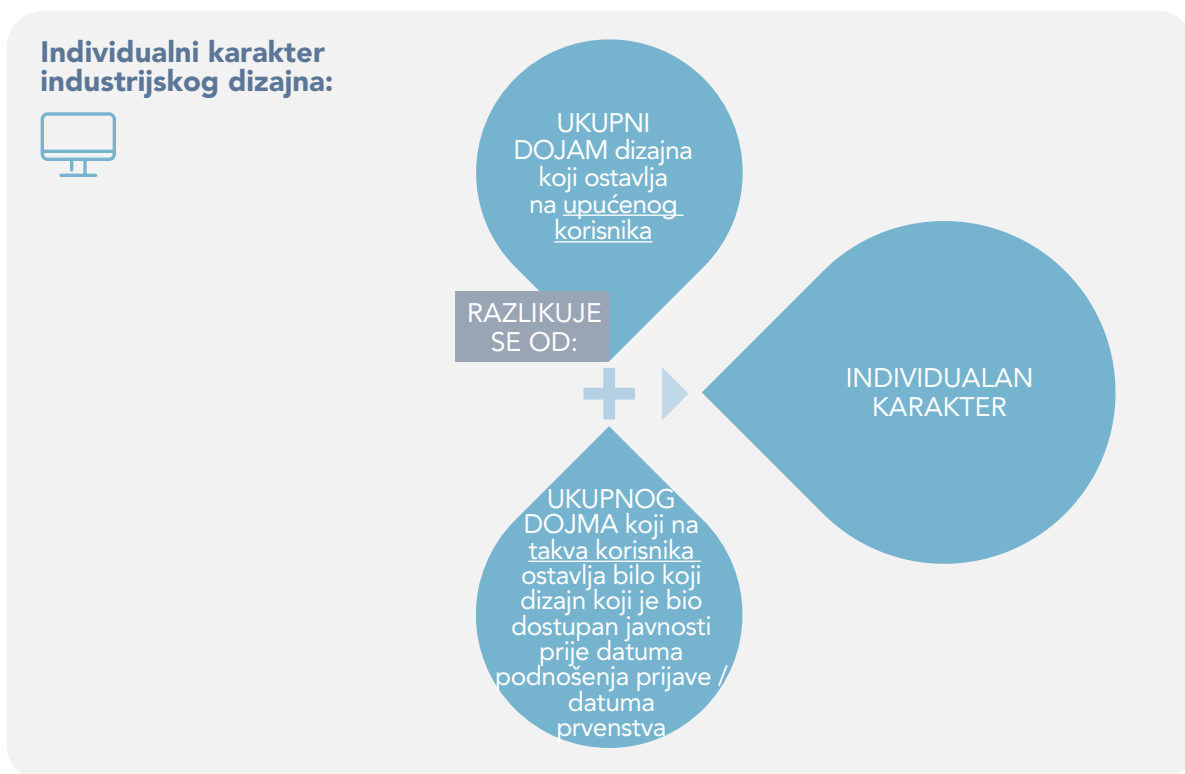 Individualni karakter
industrijskog dizajna:
UKUPNI
DOJAM dizajna
koji ostavlja
na upućenog
korisnika
RAZLIKUJE
SE OD:
UKUPNOG
DOJMA koji na
takva korisnika
ostavlja bilo koji
dizajn koji je bio
dostupan javnosti
prije datuma
podnošenja prijave /
datuma
prvenstva
INDIVIDUALAN
KARAKTER